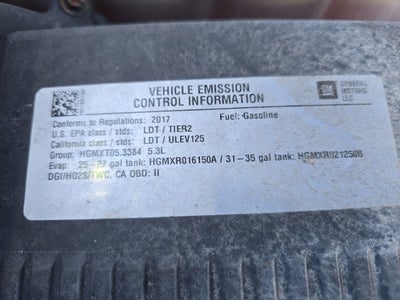 VEHICLE EMISSION
CONTROL INFORMATION
GM
GENERAL
MOTORS
LLC
Conforms to Regulations: 2017 Fuel: Gasoline
U.S. EPA class / stds: LDT / TIER2
California class / stds: LDT / ULEV125
Group: HGMXT05.3384 5.3L
Evap: 25-27 gal tank: HGMXR016150A / 31-35 gal tank: HGMXR021250B
DGI/HO2S/TWC, CA OBD: II